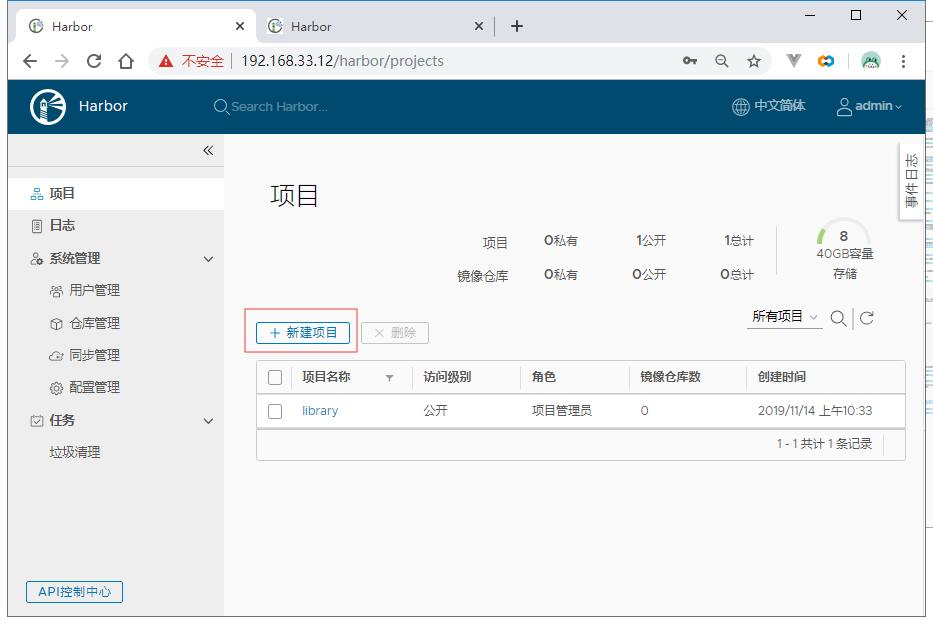 Harbor
Harbor
不安全 192.168.33.12/harbor/projects
Harbor
Search Harbor...
中文简体
admin
项目
日志
系统管理
用户管理
仓库管理
同步管理
配置管理
任务
垃圾清理
API控制中心
项目
项目 0私有 1公开 1总计
镜像仓库 0私有 0公开 0总计
8
40GB容量
存储
事件日志
新建项目
删除
所有项目
项目名称 访问级别 角色 镜像仓库数 创建时间
library 公开 项目管理员 0 2019/11/14 上午10:33
1 - 1 共计 1 条记录